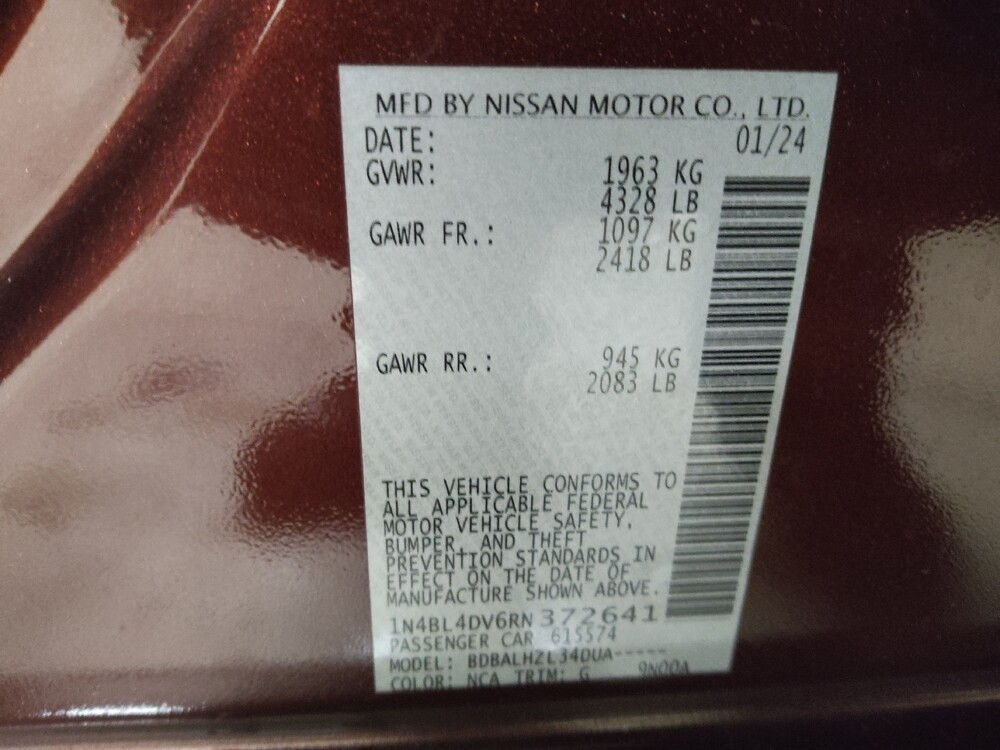 MFD BY NISSAN MOTOR CO., LTD.
DATE: 01/24
GVWR: 1963 KG
4328 LB
GAWR FR.: 1097 KG
2418 LB
GAWR RR.: 945 KG
2083 LB
THIS VEHICLE CONFORMS TO
ALL APPLICABLE FEDERAL
MOTOR VEHICLE SAFETY,
BUMPER, AND THEFT
PREVENTION STANDARDS IN
EFFECT ON THE DATE OF
MANUFACTURE SHOWN ABOVE.
1N4BL4DV6RN372641
PASSENGER CAR 615574
MODEL: BDBALHZL34DUA-----
COLOR: NCA TRIM: G 9N00A